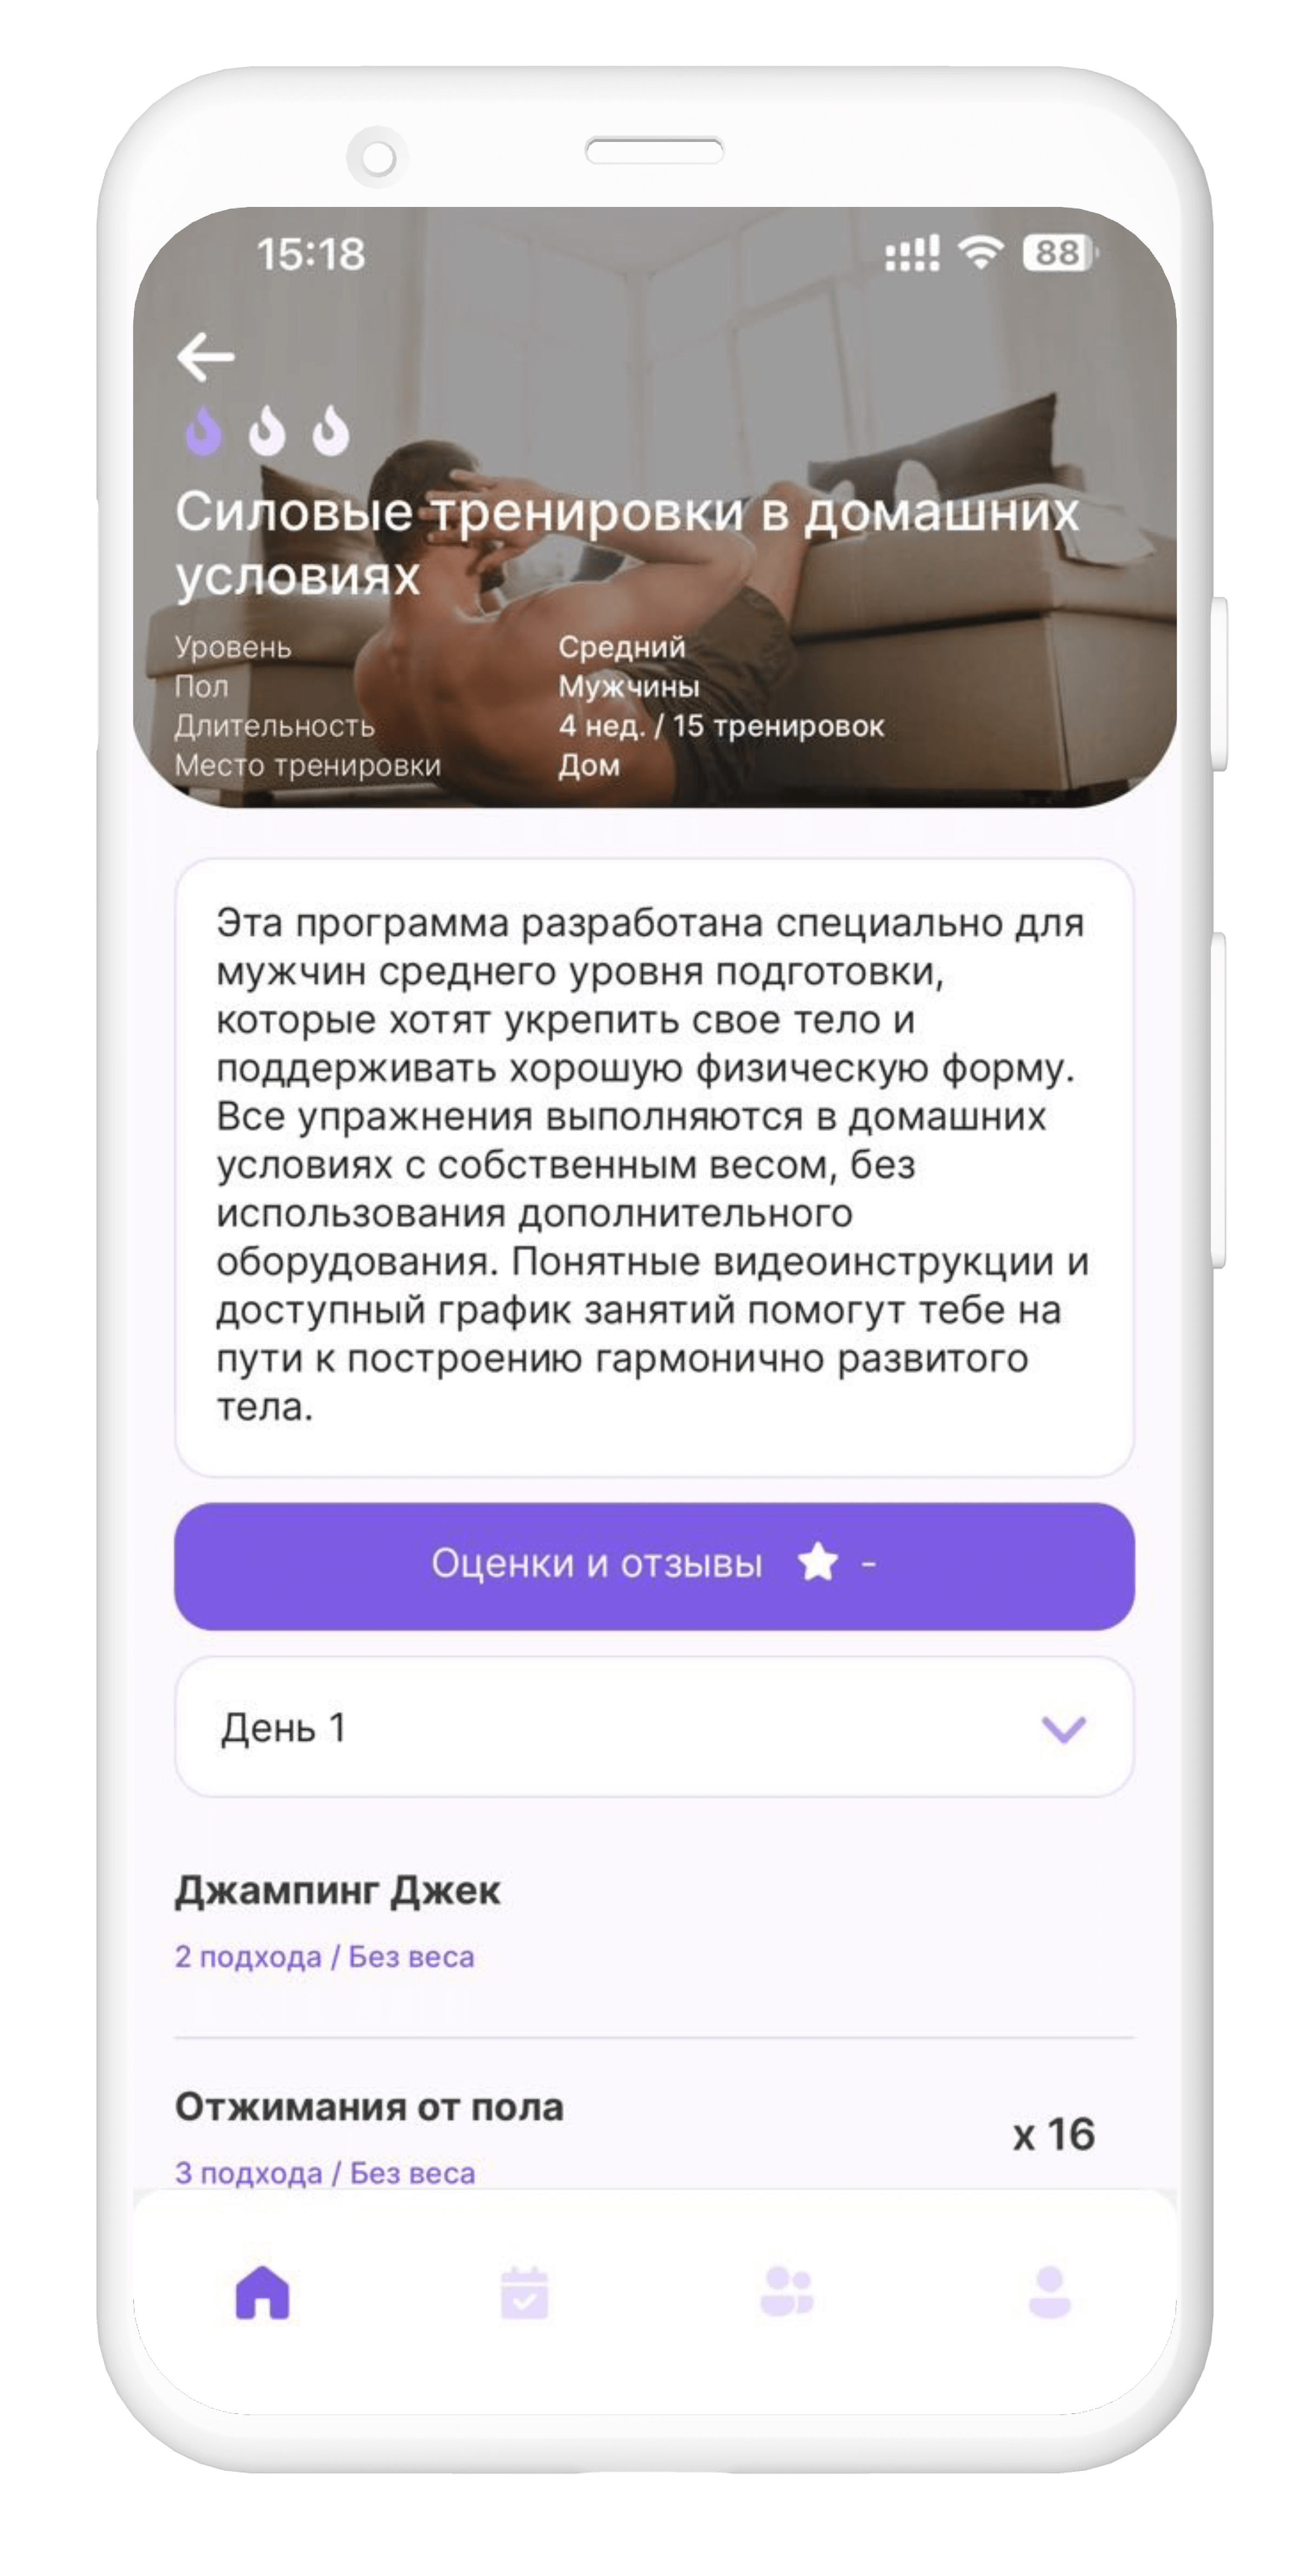 15:18
88
Силовые тренировки в домашних
условиях
Уровень Средний
Пол Мужчины
Длительность 4 нед. / 15 тренировок
Место тренировки Дом
Эта программа разработана специально для
мужчин среднего уровня подготовки,
которые хотят укрепить свое тело и
поддерживать хорошую физическую форму.
Все упражнения выполняются в домашних
условиях с собственным весом, без
использования дополнительного
оборудования. Понятные видеоинструкции и
доступный график занятий помогут тебе на
пути к построению гармонично развитого
тела.
Оценки и отзывы -
День 1
Джампинг Джек
2 подхода / Без веса
Отжимания от пола
x 16
3 подхода / Без веса